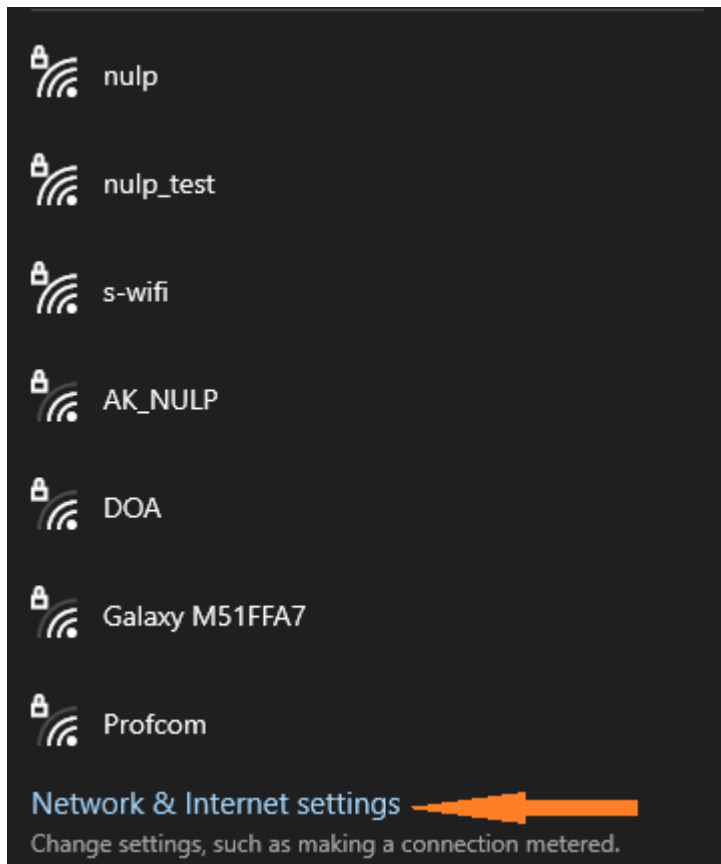 nulp
nulp_test
s-wifi
AK_NULP
DOA
Galaxy M51FFA7
Profcom
Network & Internet settings
Change settings, such as making a connection metered.